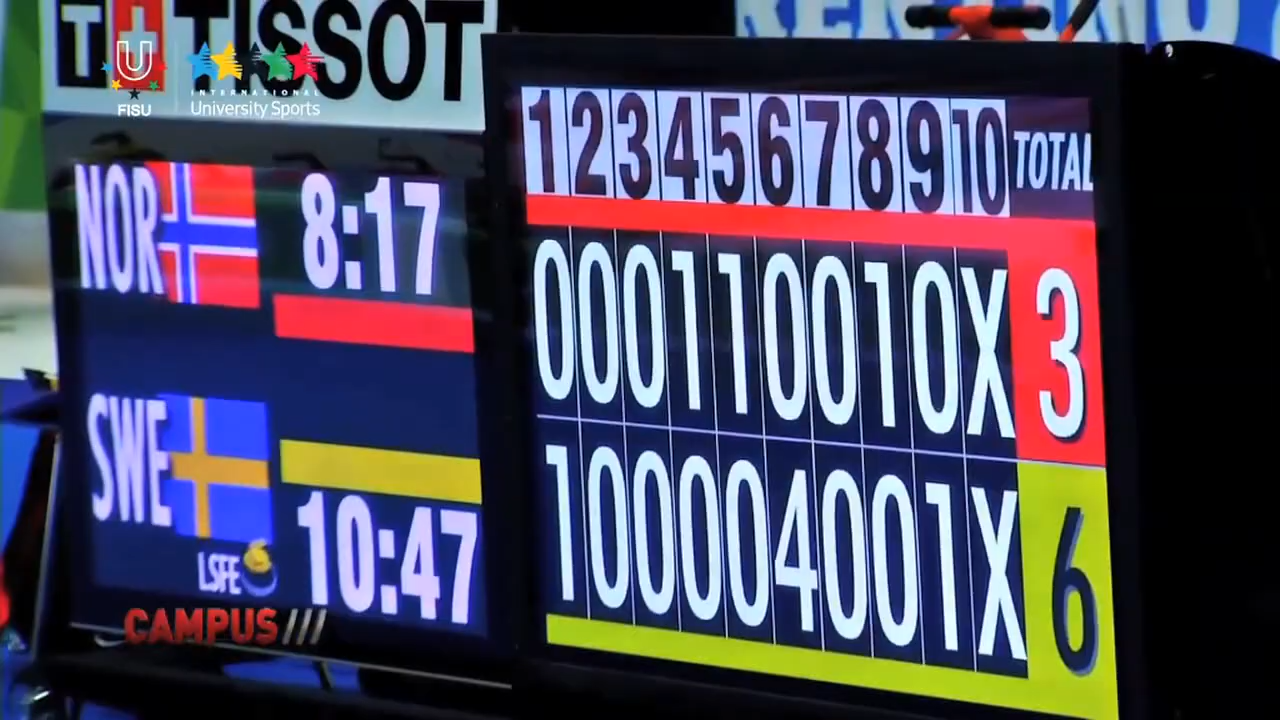 TISSOT
FISU
INTERNATIONAL
University Sports
1 2 3 4 5 6 7 8 9 10 TOTAL
NOR 8:17
0 0 0 1 1 0 0 1 0 X 3
SWE 10:47
1 0 0 0 0 4 0 0 1 X 6
LSFE
CAMPUS///